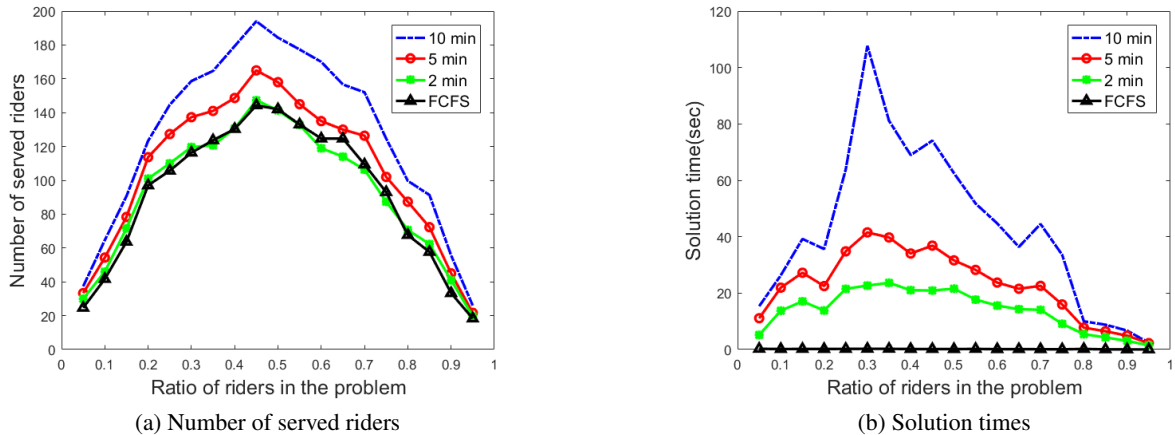 200
180
160
140
120
100
80
60
40
20
0
Number of served riders
10 min
5 min
2 min
FCFS
0 0.1 0.2 0.3 0.4 0.5 0.6 0.7 0.8 0.9 1
Ratio of riders in the problem
(a) Number of served riders
120
100
80
60
40
20
0
Solution time(sec)
10 min
5 min
2 min
FCFS
0 0.1 0.2 0.3 0.4 0.5 0.6 0.7 0.8 0.9 1
Ratio of riders in the problem
(b) Solution times